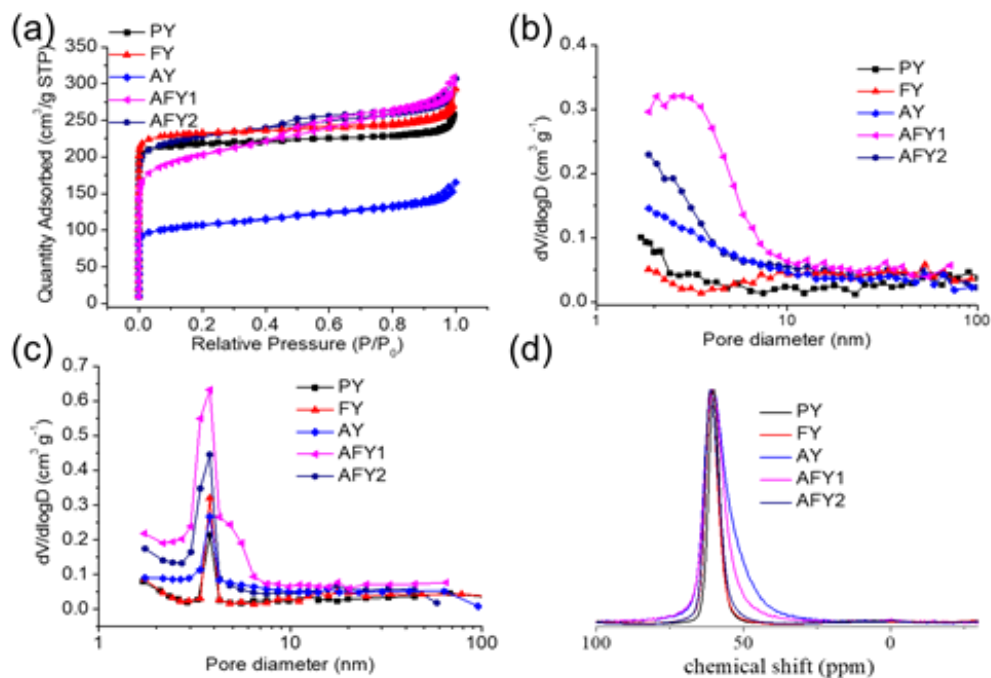 (a)
PY
FY
AY
AFY1
AFY2
Quantity Adsorbed (cm³/g STP)
350
300
250
200
150
100
50
0
0.0 0.2 0.4 0.6 0.8 1.0
Relative Pressure (P/P₀)
(b)
PY
FY
AY
AFY1
AFY2
dV/dlogD (cm³ g⁻¹)
0.4
0.3
0.2
0.1
0.0
1 10 100
Pore diameter (nm)
(c)
PY
FY
AY
AFY1
AFY2
dV/dlogD (cm³ g⁻¹)
0.7
0.6
0.5
0.4
0.3
0.2
0.1
0.0
1 10 100
Pore diameter (nm)
(d)
PY
FY
AY
AFY1
AFY2
100 50 0
chemical shift (ppm)